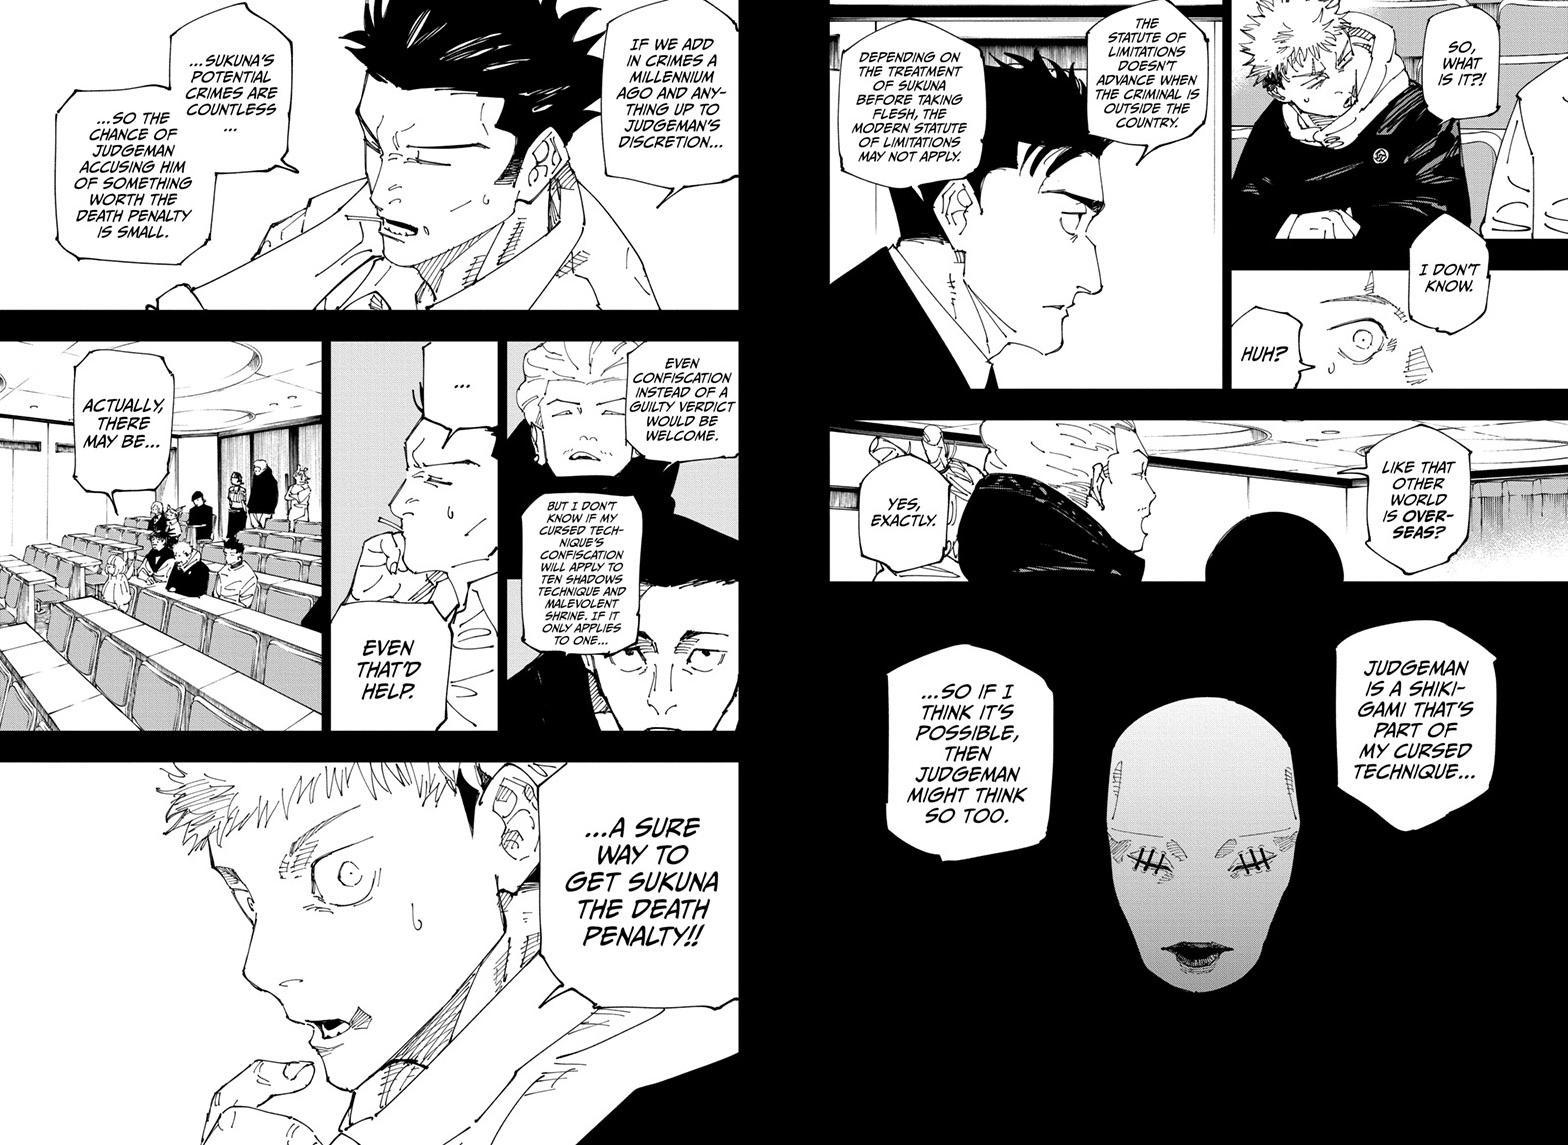 SO,
WHAT
IS IT?!
I DON'T
KNOW.
HUH?
THE
STATUTE OF
LIMITATIONS
DOESN'T
ADVANCE WHEN
THE CRIMINAL IS
OUTSIDE THE
COUNTRY.
DEPENDING ON
THE TREATMENT
OF SUKUNA
BEFORE TAKING
FLESH, THE
MODERN STATUTE
OF LIMITATIONS
MAY NOT APPLY.
LIKE THAT
OTHER
WORLD
IS OVER-
SEAS?
YES,
EXACTLY.
JUDGEMAN
IS A SHIKI-
GAMI THAT'S
PART OF
MY CURSED
TECHNIQUE...
...SO IF I
THINK IT'S
POSSIBLE,
THEN
JUDGEMAN
MIGHT THINK
SO TOO.
IF WE ADD
IN CRIMES A
MILLENNIUM
AGO AND ANY-
THING UP TO
JUDGEMAN'S
DISCRETION...
...SUKUNA'S
POTENTIAL
CRIMES ARE
COUNTLESS
...
...SO THE
CHANCE OF
JUDGEMAN
ACCUSING HIM
OF SOMETHING
WORTH THE
DEATH PENALTY
IS SMALL.
EVEN
CONFISCATION
INSTEAD OF A
GUILTY VERDICT
WOULD BE
WELCOME.
BUT I DON'T
KNOW IF MY
CURSED TECH-
NIQUE'S
CONFISCATION
WILL APPLY TO
TEN SHADOWS
TECHNIQUE AND
MALEVOLENT
SHRINE. IF IT
ONLY APPLIES
TO ONE...
...
EVEN
THAT'D
HELP.
ACTUALLY,
THERE
MAY BE...
...A SURE
WAY TO
GET SUKUNA
THE DEATH
PENALTY!!